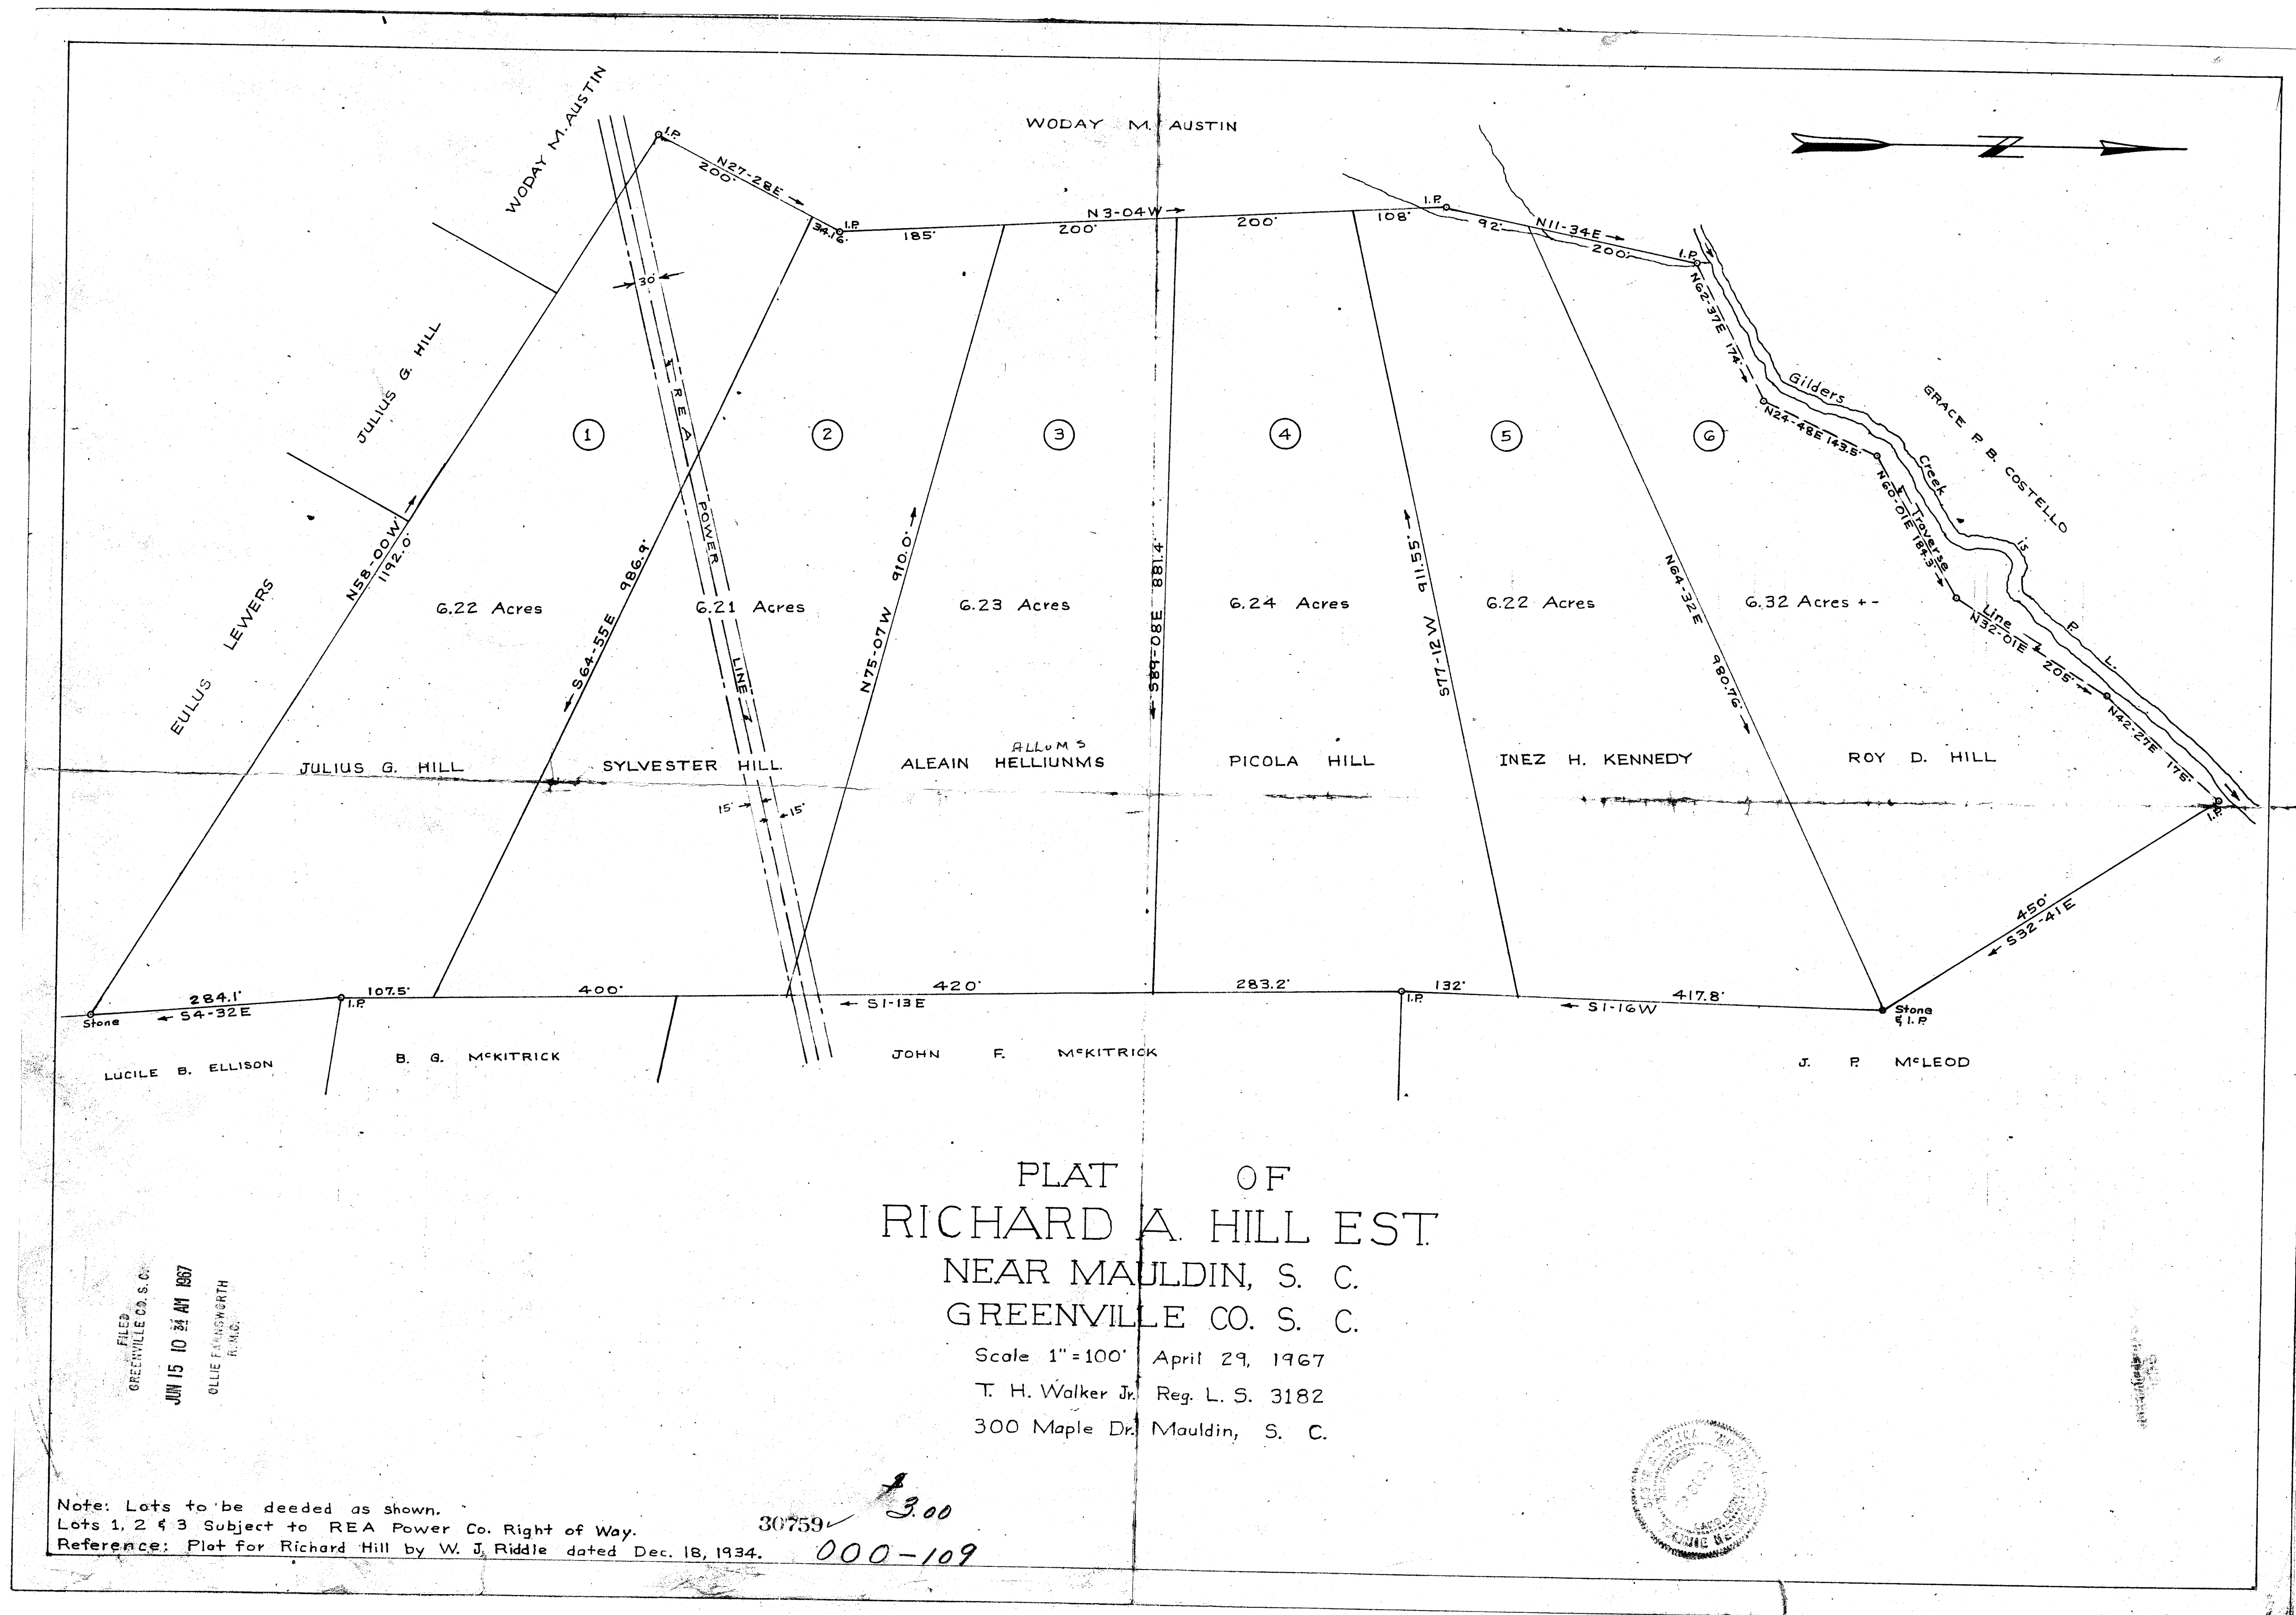 WODAY M. AUSTIN
WODAY M. AUSTIN
Z
I.P.
N27-28E
200'
34.16'
I.P.
185'
N3-04W
200'
200'
108'
I.P.
92'
N11-34E
200'
I.P.
30'
JULIUS G. HILL
EULUS LEWERS
N58-00W
1192.0'
S64-55E 986.9'
℄ REA POWER LINE
N75-07W 910.0'
S89-08E 881.4'
S77-12W 911.55'
N64-32E 980.76'
N62-37E 174'
N24-48E 143.5'
N60-01E 184.3'
Traverse Line
N32-01E 205'
N42-27E 175'
I.P.
Gilders Creek is P. L.
GRACE P. B. COSTELLO
1
2
3
4
5
6
6.22 Acres
6.21 Acres
6.23 Acres
6.24 Acres
6.22 Acres
6.32 Acres +-
JULIUS G. HILL
SYLVESTER HILL
ALLUMS
ALEAIN HELLIUNMS
PICOLA HILL
INEZ H. KENNEDY
ROY D. HILL
15'
15'
450'
S32-41E
Stone
284.1'
S4-32E
I.P.
107.5'
400'
S1-13E
420'
283.2'
I.P.
132'
S1-16W
417.8'
Stone
& I.P.
LUCILE B. ELLISON
B. G. McKITRICK
JOHN F. McKITRICK
J. P. McLEOD
PLAT OF
RICHARD A. HILL EST.
NEAR MAULDIN, S. C.
GREENVILLE CO. S. C.
Scale 1"=100' April 29, 1967
T. H. Walker Jr. Reg. L. S. 3182
300 Maple Dr. Mauldin, S. C.
FILED
GREENVILLE CO. S. C.
JUN 15 10 34 AM 1967
OLLIE FARNSWORTH
R.M.C.
Note: Lots to be deeded as shown.
Lots 1, 2 & 3 Subject to REA Power Co. Right of Way.
Reference: Plat for Richard Hill by W. J. Riddle dated Dec. 18, 1934.
30759
$3.00
000-109